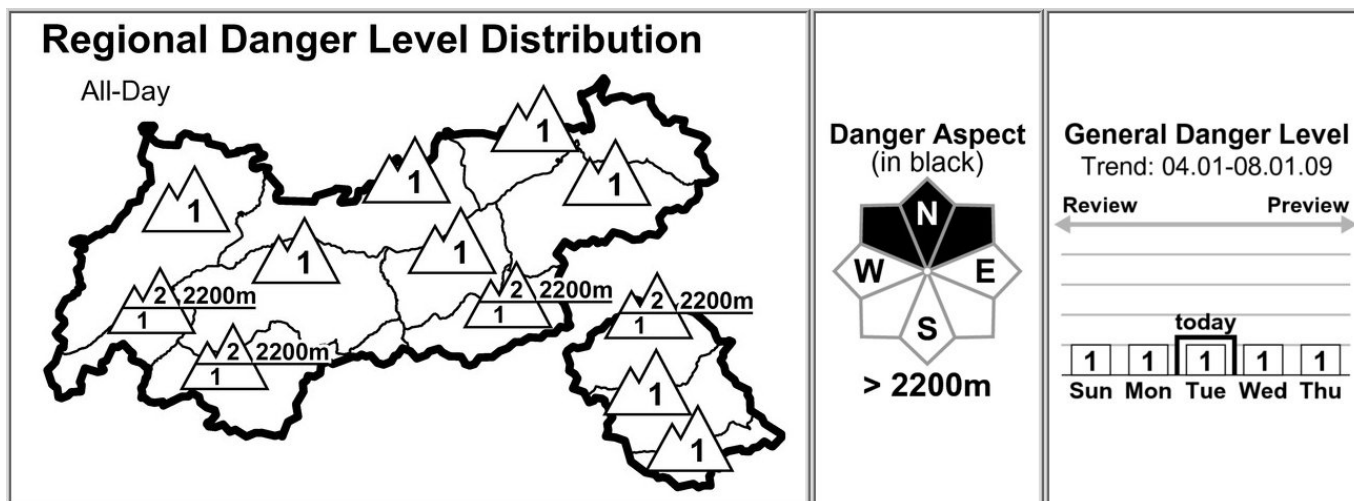 Regional Danger Level Distribution
All-Day
1
1
1
1
1
1
2 2200m
1
2 2200m
1
2 2200m
1
2 2200m
1
1
1
Danger Aspect
(in black)
N
W E
S
> 2200m
General Danger Level
Trend: 04.01-08.01.09
Review Preview
today
1 1 1 1 1
Sun Mon Tue Wed Thu